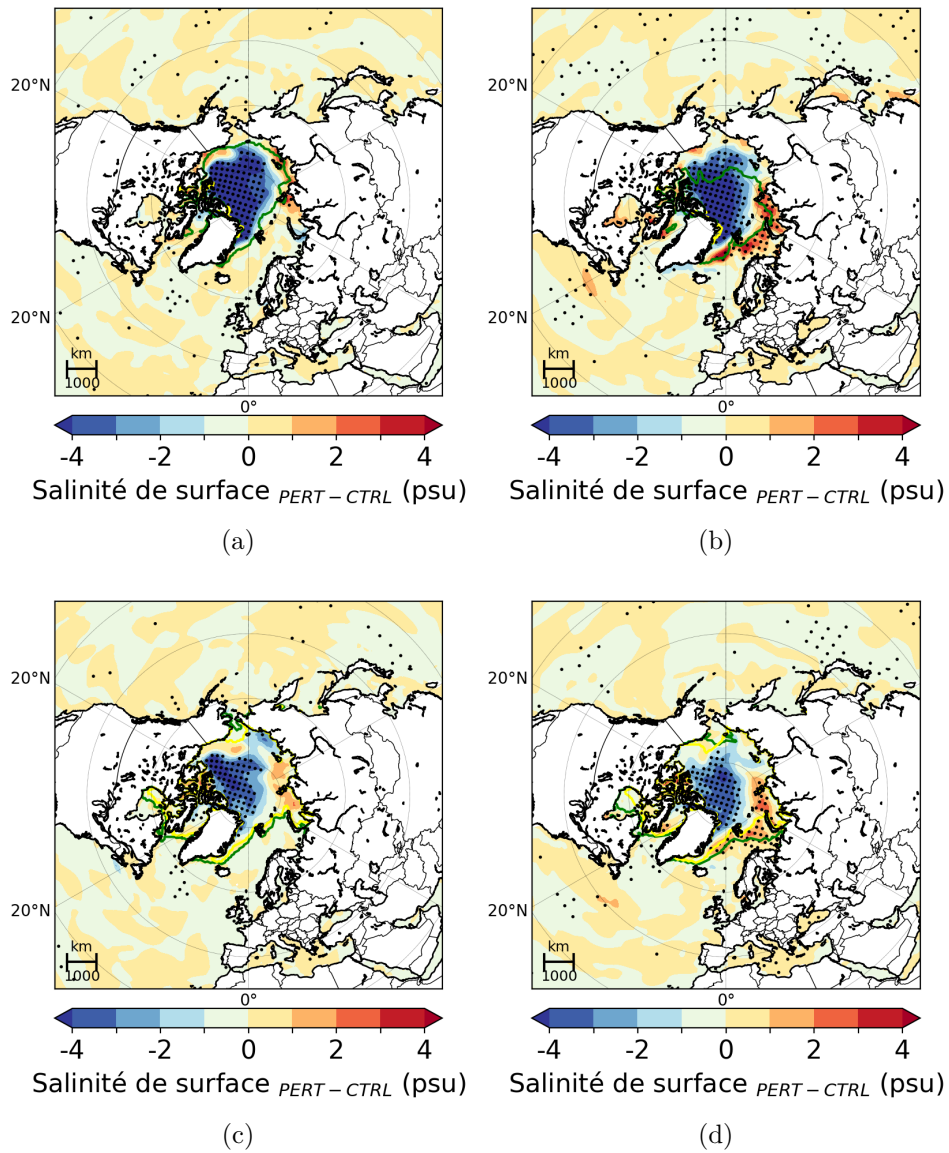 20°N
20°N
km
1000
0°
-4 -2 0 2 4
Salinité de surface PERT − CTRL (psu)
(a)
20°N
20°N
km
1000
0°
-4 -2 0 2 4
Salinité de surface PERT − CTRL (psu)
(b)
20°N
20°N
km
1000
0°
-4 -2 0 2 4
Salinité de surface PERT − CTRL (psu)
(c)
20°N
20°N
km
1000
0°
-4 -2 0 2 4
Salinité de surface PERT − CTRL (psu)
(d)